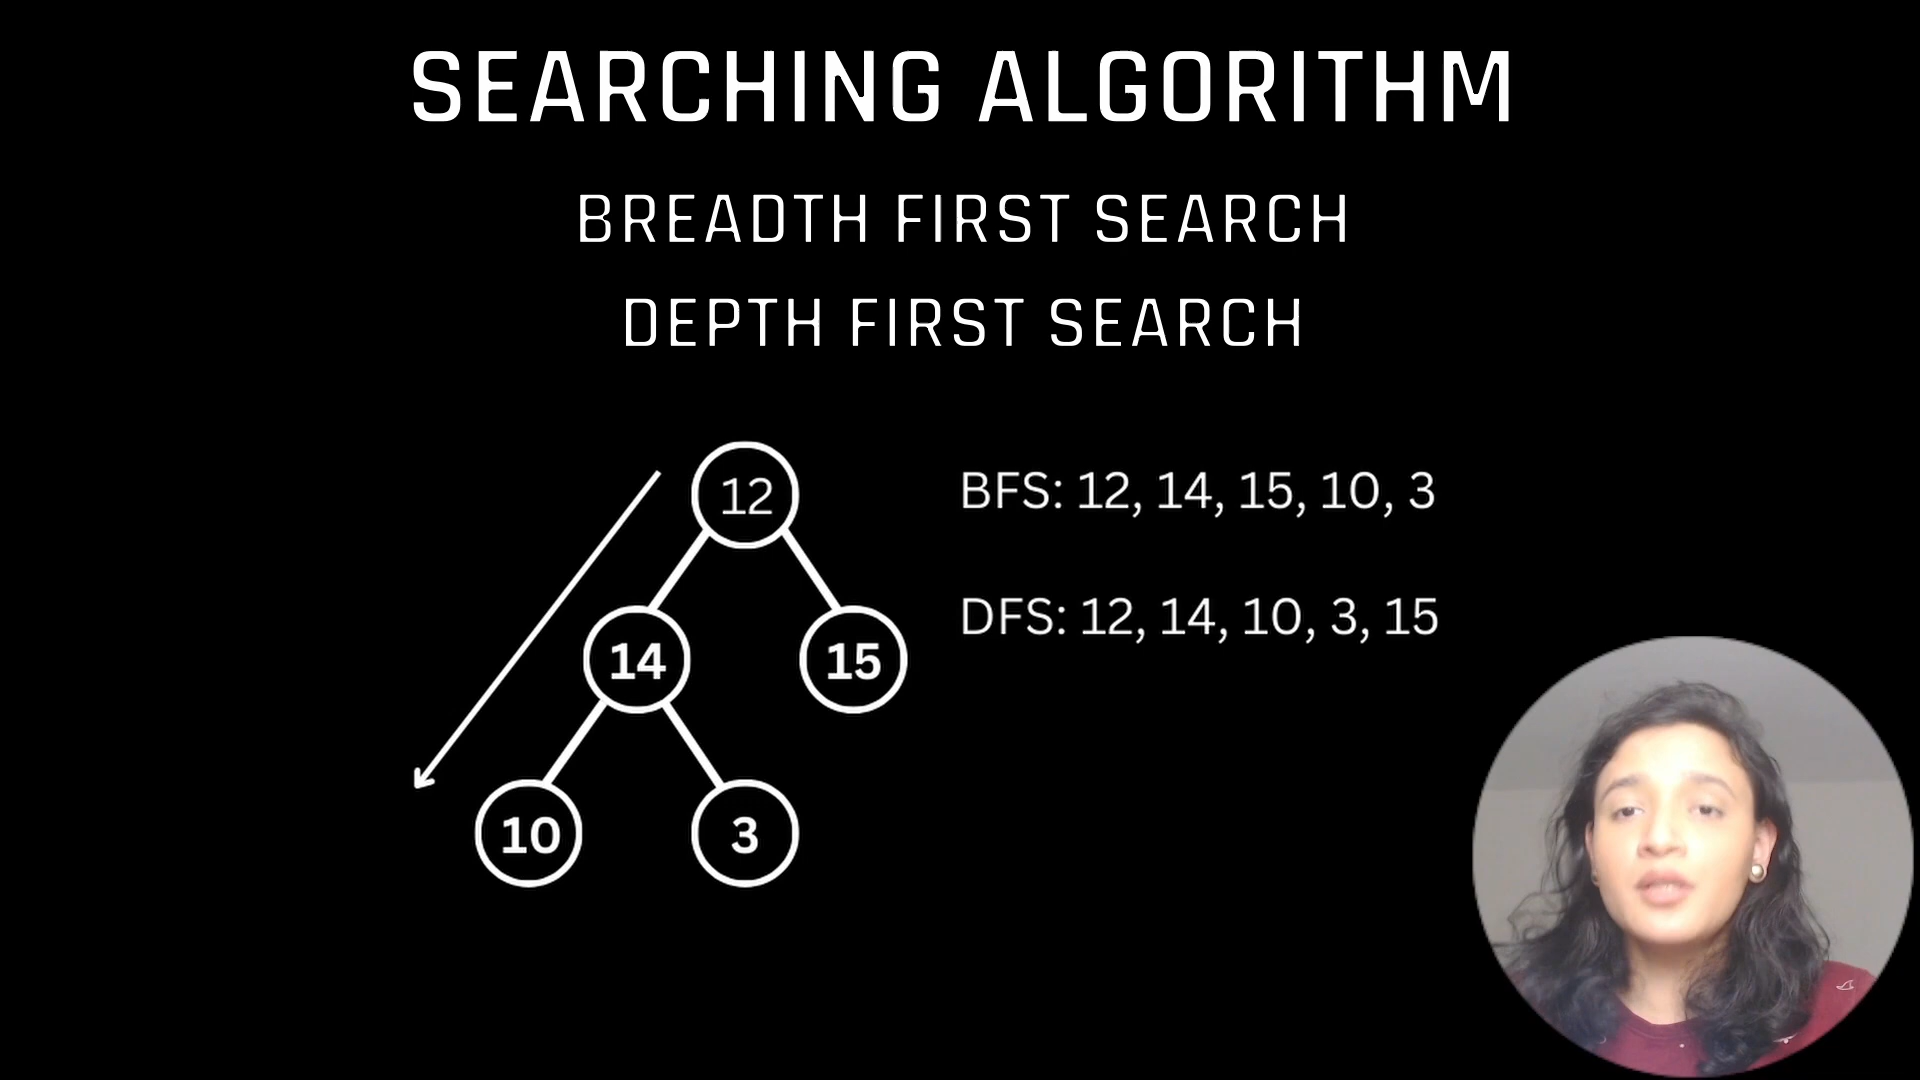 SEARCHING ALGORITHM
BREADTH FIRST SEARCH
DEPTH FIRST SEARCH
12
BFS: 12, 14, 15, 10, 3
DFS: 12, 14, 10, 3, 15
14
15
10
3